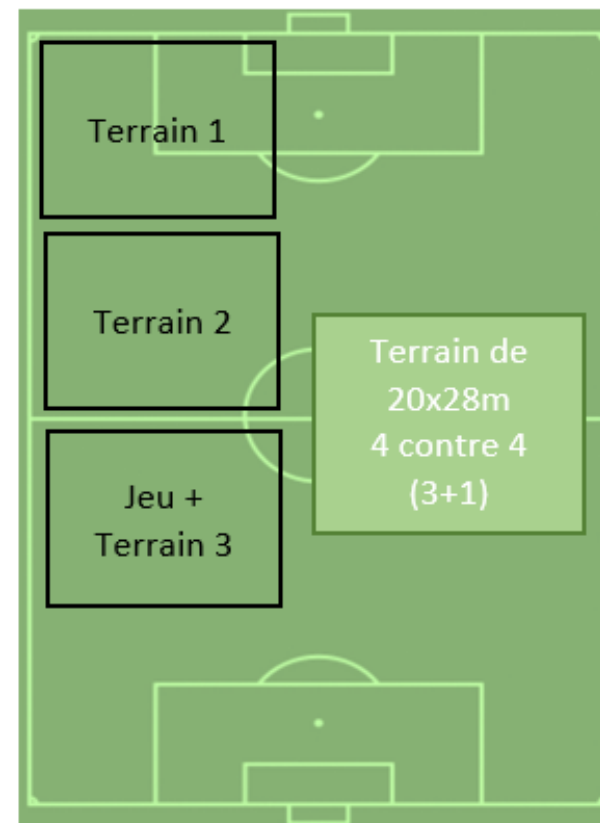 Terrain 1
Terrain 2
Terrain de
20x28m
4 contre 4
(3+1)
Jeu +
Terrain 3